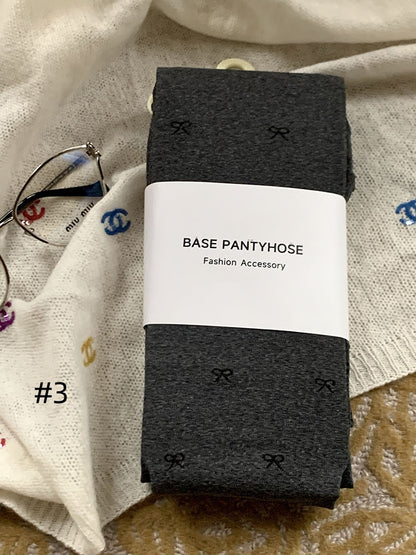 BASE PANTYHOSE
Fashion Accessory
miu miu
#3